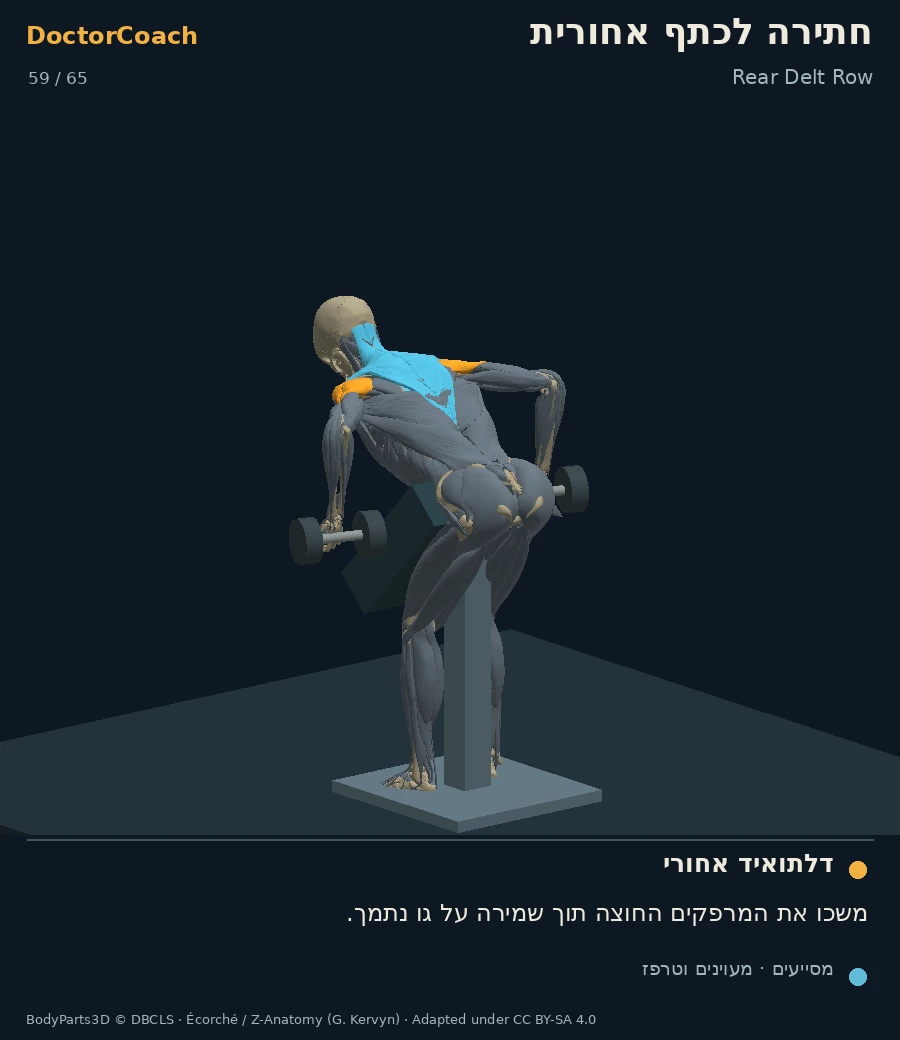 DoctorCoach
חתירה לכתף אחורית
59 / 65
Rear Delt Row
דלתואיד אחורי
משכו את המרפקים החוצה תוך שמירה על גו נתמך.
מסייעים · מעוינים וטרפז
BodyParts3D © DBCLS · Écorché / Z-Anatomy (G. Kervyn) · Adapted under CC BY-SA 4.0